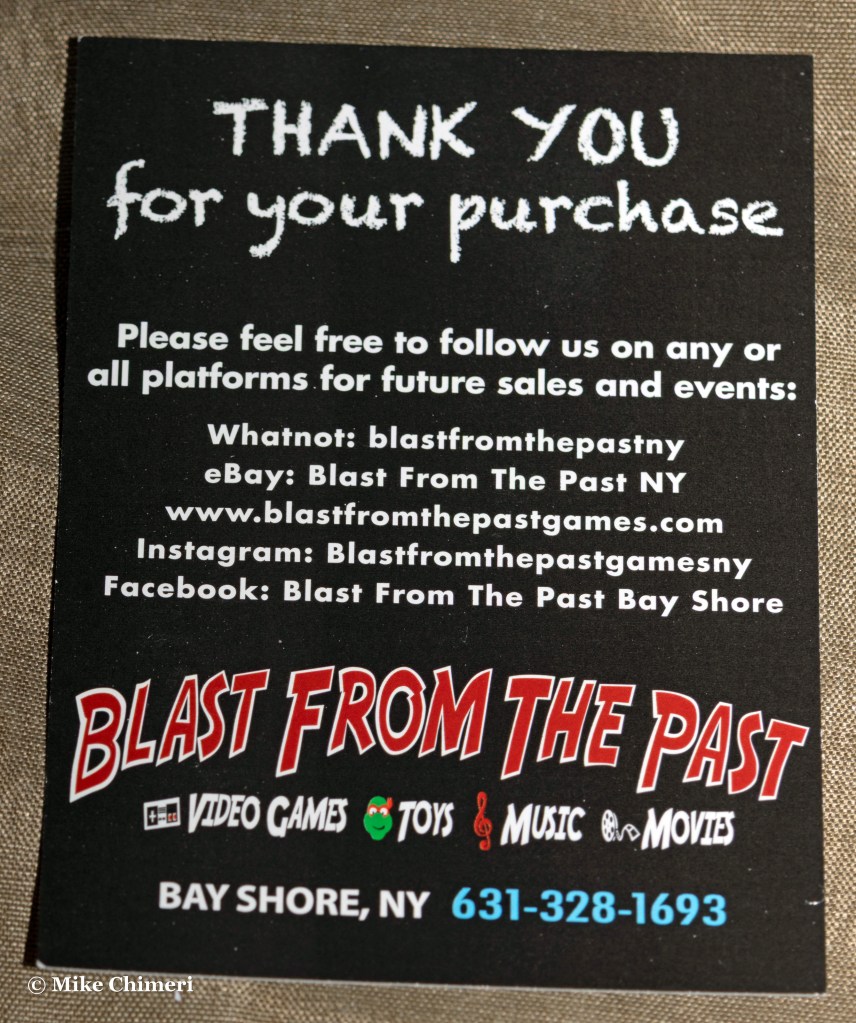 THANK YOU
for your purchase
Please feel free to follow us on any or
all platforms for future sales and events:
Whatnot: blastfromthepastny
eBay: Blast From The Past NY
www.blastfromthepastgames.com
Instagram: Blastfromthepastgamesny
Facebook: Blast From The Past Bay Shore
BLAST FROM THE PAST
VIDEO GAMES TOYS MUSIC MOVIES
BAY SHORE, NY 631-328-1693
© Mike Chimeri